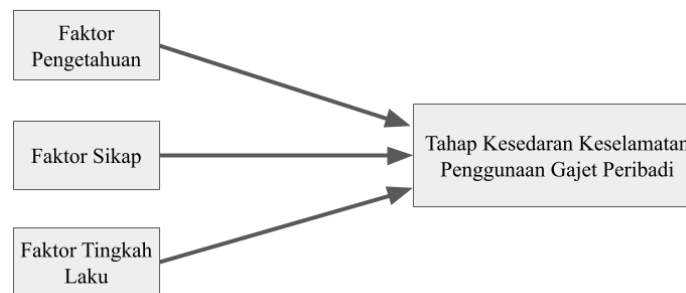 Faktor
Pengetahuan
Faktor Sikap
Tahap Kesedaran Keselamatan
Penggunaan Gajet Peribadi
Faktor Tingkah
Laku